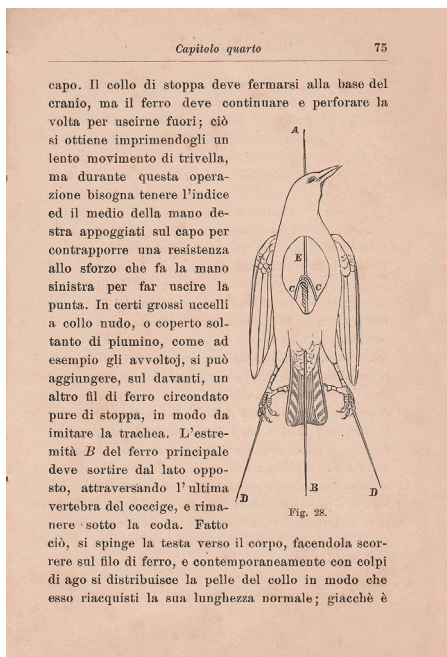 Capitolo quarto 75
capo. Il collo di stoppa deve fermarsi alla base del
cranio, ma il ferro deve continuare e perforare la
volta per uscirne fuori; ciò
si ottiene imprimendogli un
lento movimento di trivella,
ma durante questa opera-
zione bisogna tenere l'indice
ed il medio della mano de-
stra appoggiati sul capo per
contrapporre una resistenza
allo sforzo che fa la mano
sinistra per far uscire la
punta. In certi grossi uccelli
a collo nudo, o coperto sol-
tanto di piumino, come ad
esempio gli avvoltoj, si può
aggiungere, sul davanti, un
altro fil di ferro circondato
pure di stoppa, in modo da
imitare la trachea. L'estre-
mità B del ferro principale
deve sortire dal lato oppo-
sto, attraversando l'ultima
vertebra del coccige, e rima-
nere sotto la coda. Fatto
ciò, si spinge la testa verso il corpo, facendola scor-
rere sul filo di ferro, e contemporaneamente con colpi
di ago si distribuisce la pelle del collo in modo che
esso riacquisti la sua lunghezza normale; giacchè è
A
E
C C
D B D
Fig. 28.